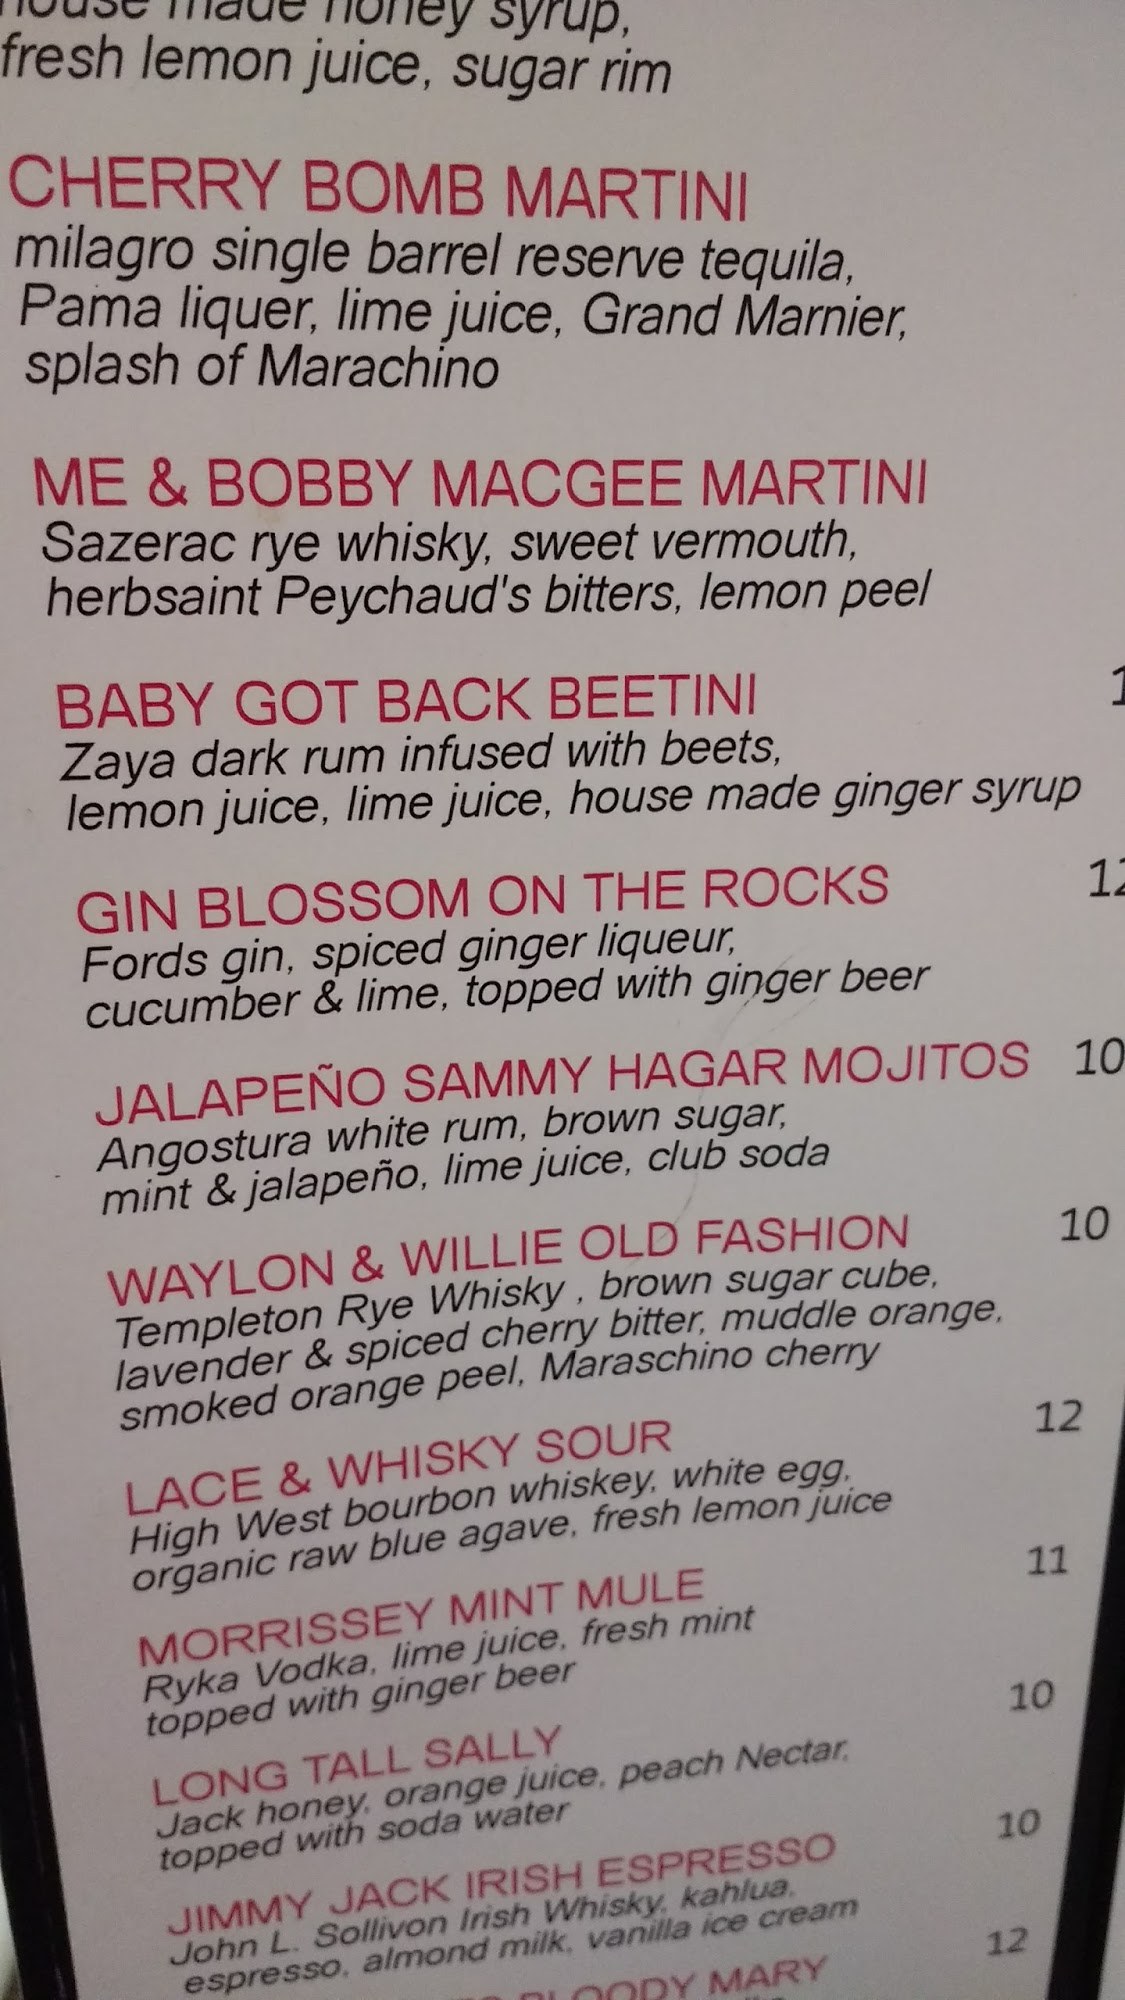 house made honey syrup,
fresh lemon juice, sugar rim
CHERRY BOMB MARTINI
milagro single barrel reserve tequila,
Pama liquer, lime juice, Grand Marnier,
splash of Marachino
ME & BOBBY MACGEE MARTINI
Sazerac rye whisky, sweet vermouth,
herbsaint Peychaud's bitters, lemon peel
BABY GOT BACK BEETINI
Zaya dark rum infused with beets,
lemon juice, lime juice, house made ginger syrup
GIN BLOSSOM ON THE ROCKS 12
Fords gin, spiced ginger liqueur,
cucumber & lime, topped with ginger beer
JALAPEÑO SAMMY HAGAR MOJITOS 10
Angostura white rum, brown sugar,
mint & jalapeño, lime juice, club soda
WAYLON & WILLIE OLD FASHION 10
Templeton Rye Whisky , brown sugar cube,
lavender & spiced cherry bitter, muddle orange,
smoked orange peel, Maraschino cherry
LACE & WHISKY SOUR 12
High West bourbon whiskey, white egg,
organic raw blue agave, fresh lemon juice
MORRISSEY MINT MULE 11
Ryka Vodka, lime juice, fresh mint
topped with ginger beer
LONG TALL SALLY 10
Jack honey, orange juice, peach Nectar,
topped with soda water
JIMMY JACK IRISH ESPRESSO 10
John L. Sollivon Irish Whisky, kahlua,
espresso, almond milk, vanilla ice cream
BLOODY MARY 12